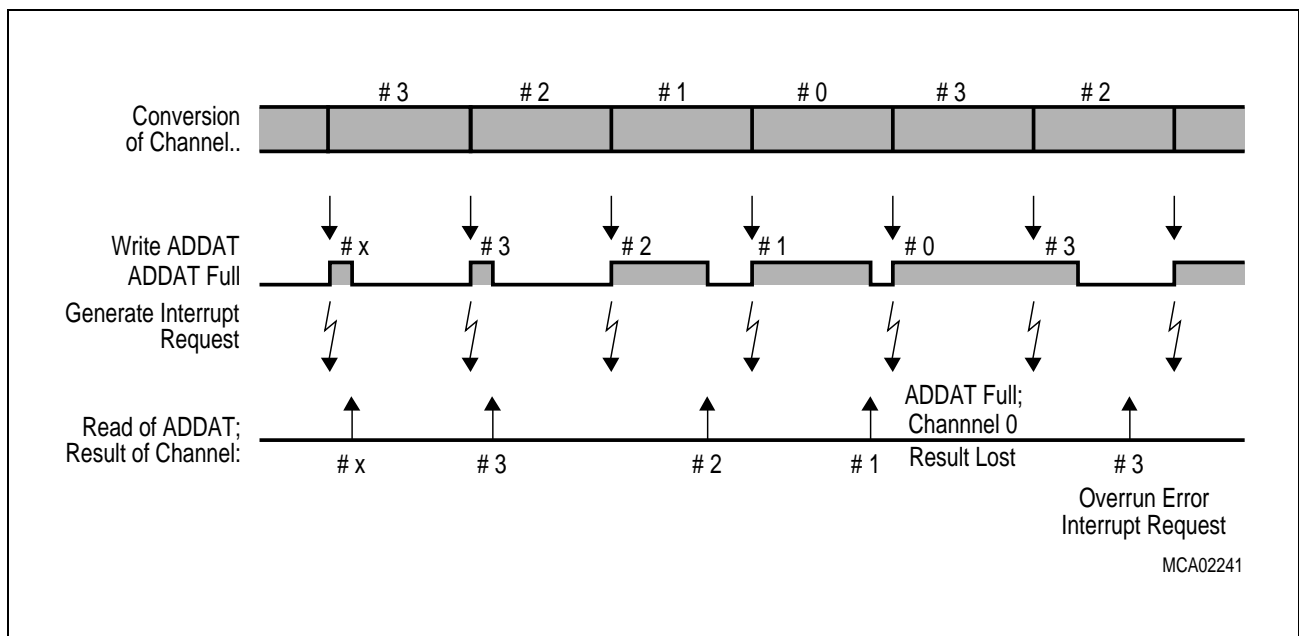 # 3 # 2 # 1 # 0 # 3 # 2
Conversion
of Channel..
Write ADDAT
# x # 3 # 2 # 1 # 0 # 3
ADDAT Full
Generate Interrupt
Request
ADDAT Full;
Channnel 0
Read of ADDAT;
Result of Channel:
Result Lost
# x # 3 # 2 # 1 # 3
Overrun Error
Interrupt Request
MCA02241